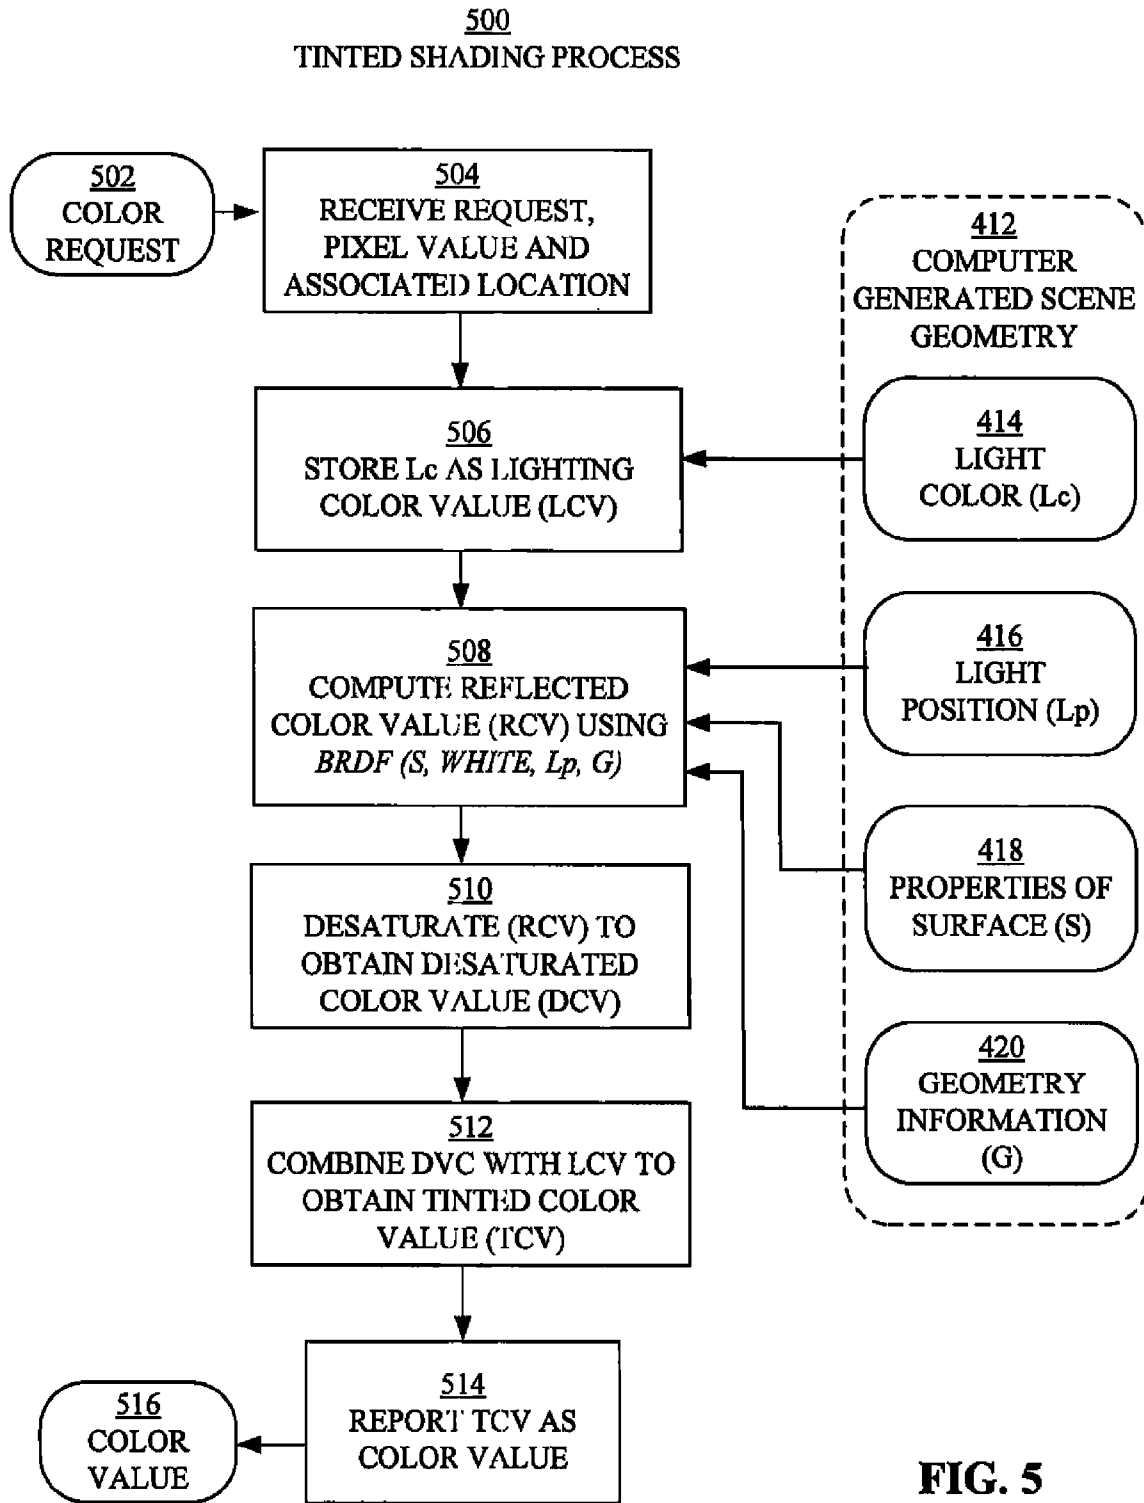 500
TINTED SHADING PROCESS
502
COLOR
REQUEST
504
RECEIVE REQUEST,
PIXEL VALUE AND
ASSOCIATED LOCATION
412
COMPUTER
GENERATED SCENE
GEOMETRY
506
STORE Lc AS LIGHTING
COLOR VALUE (LCV)
414
LIGHT
COLOR (Lc)
508
COMPUTE REFLECTED
COLOR VALUE (RCV) USING
BRDF (S, WHITE, Lp, G)
416
LIGHT
POSITION (Lp)
510
DESATURATE (RCV) TO
OBTAIN DESATURATED
COLOR VALUE (DCV)
418
PROPERTIES OF
SURFACE (S)
512
COMBINE DVC WITH LCV TO
OBTAIN TINTED COLOR
VALUE (TCV)
420
GEOMETRY
INFORMATION
(G)
514
REPORT TCV AS
COLOR VALUE
516
COLOR
VALUE
FIG. 5